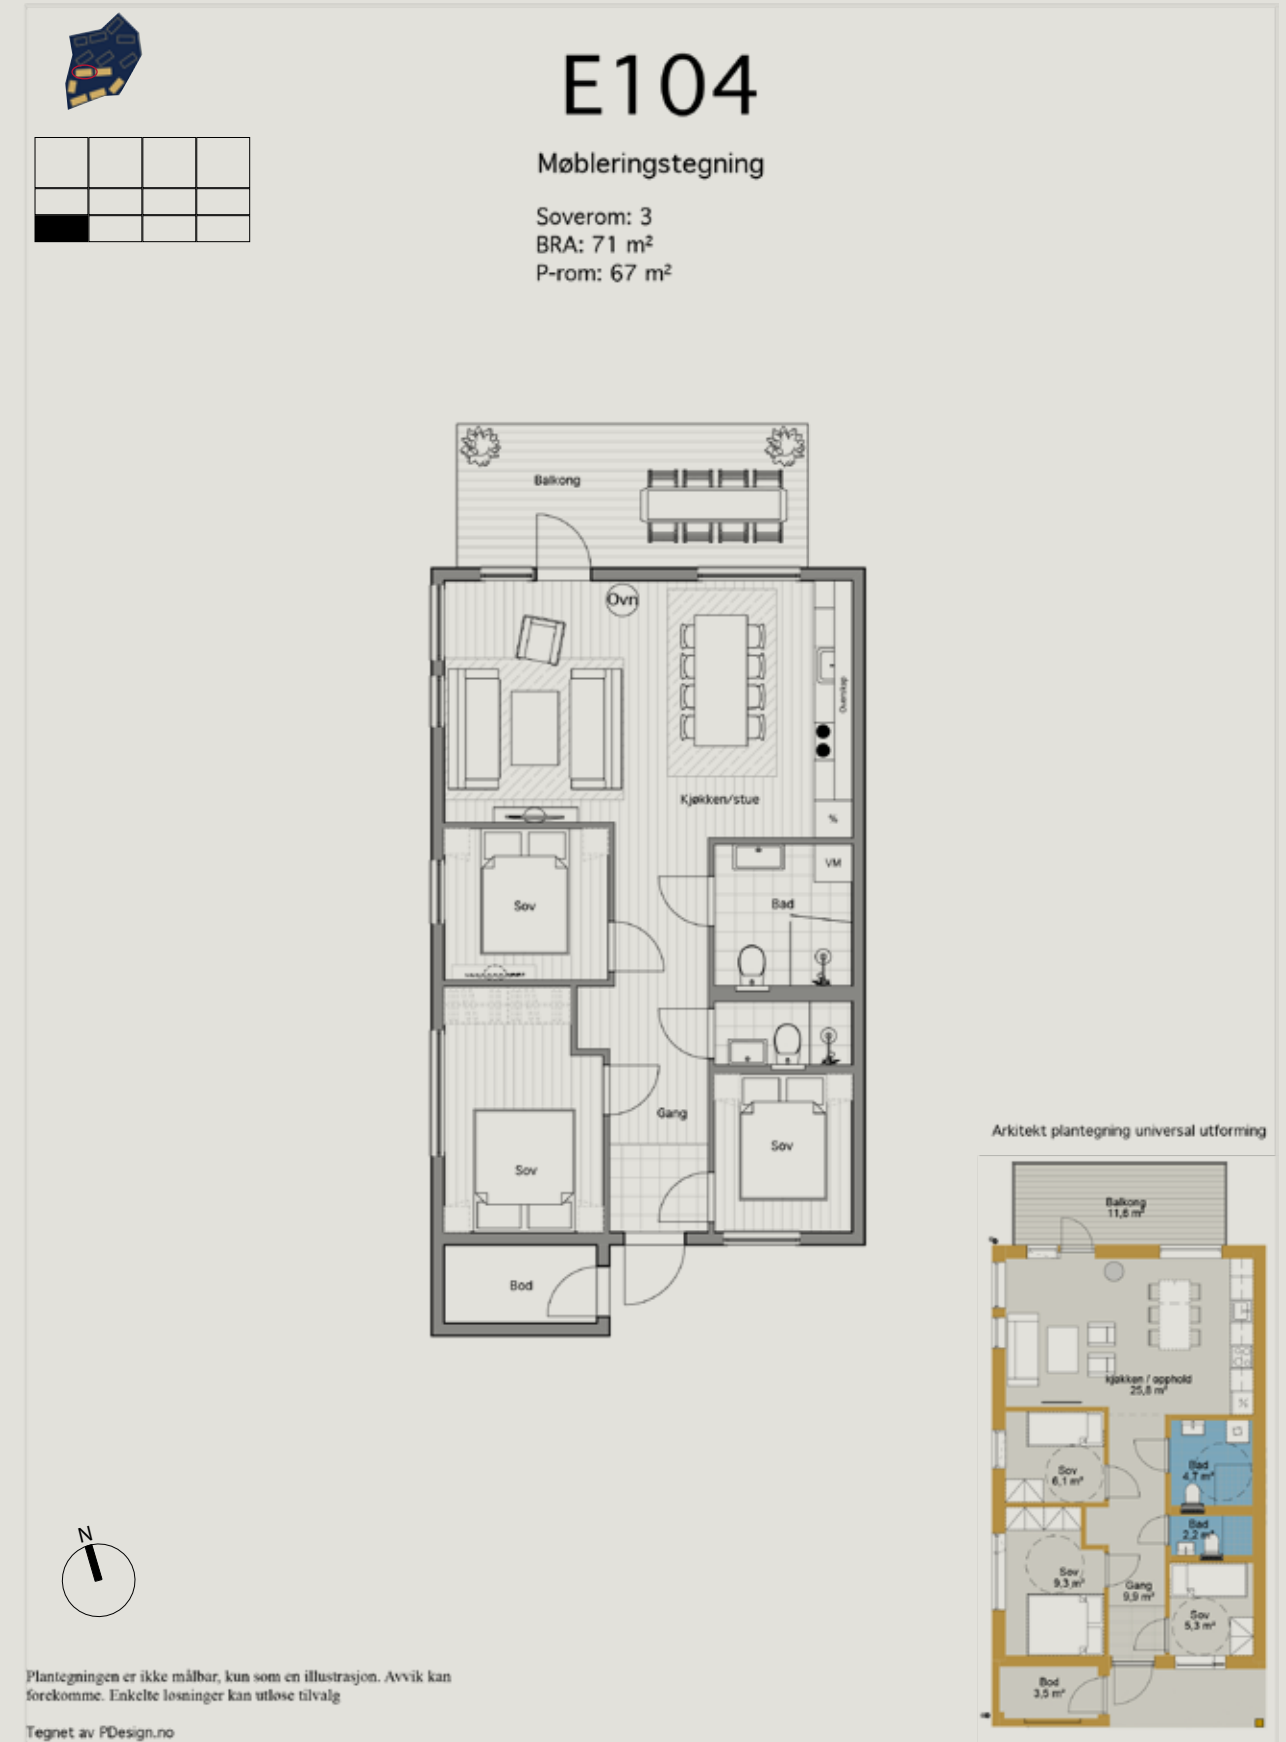 E104
Møbleringstegning
Soverom: 3
BRA: 71 m²
P-rom: 67 m²
Balkong
Ovn
Overskap
Kjøkken/stue
%
VM
Bad
Sov
Gang
Sov
Sov
Bod
Arkitekt plantegning universal utforming
Balkong
11,6 m²
kjøkken / opphold
25,8 m²
%
Bad
4,7 m²
Sov
6,1 m²
Bad
2,2 m²
Sov
9,3 m²
Gang
9,9 m²
Sov
5,3 m²
Bod
3,5 m²
N
Plantegningen er ikke målbar, kun som en illustrasjon. Avvik kan
forekomme. Enkelte løsninger kan utløse tilvalg
Tegnet av PDesign.no